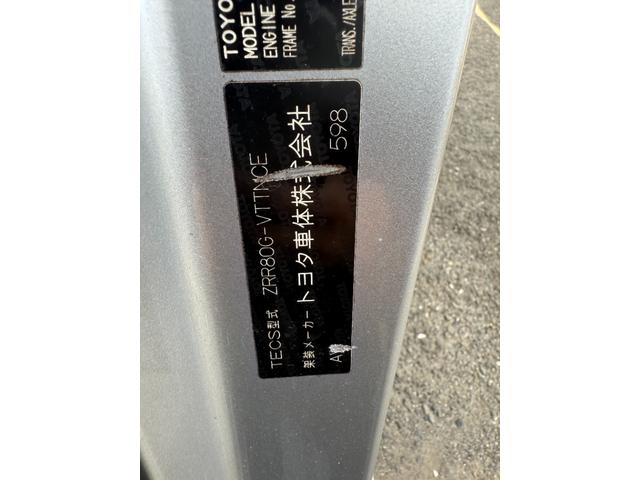 TOYO
MODEL
ENGINE
FRAME No.
TRANS./AXLE
TECS型式 ZRR80G-VTTNCE
架装メーカー トヨタ車体株式会社
A 598